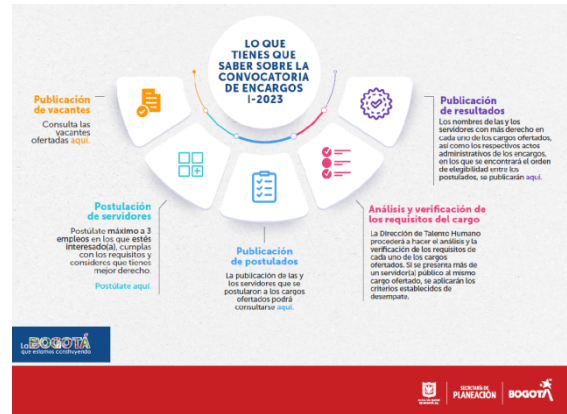 LO QUE
TIENES QUE
SABER SOBRE LA
CONVOCATORIA
DE ENCARGOS
I-2023
Publicación
de vacantes
Consulta las
vacantes
ofertadas aquí.
Postulación
de servidores
Postúlate máximo a 3
empleos en los que estés
interesado(a), cumplas
con los requisitos y
consideres que tienes
mejor derecho.
Postúlate aquí.
Publicación
de postulados
La publicación de las y
los servidores que se
postularon a los cargos
ofertados podrá
consultarse aquí.
Análisis y verificación de
los requisitos del cargo
La Dirección de Talento Humano
procederá a hacer el análisis y la
verificación de los requisitos de
cada uno de los cargos
ofertados. Si se presenta más de
un servidor(a) público al mismo
cargo ofertado, se aplicarán los
criterios establecidos de
desempate.
Publicación
de resultados
Los nombres de las y los
servidores con más derecho en
cada uno de los cargos ofertados,
así como los respectivos actos
administrativos de los encargos,
en los que se encontrará el orden
de elegibilidad entre los
postulados, se publicarán aquí.
La BOGOTÁ
que estamos construyendo
SECRETARÍA DE
PLANEACIÓN
BOGOTÁ